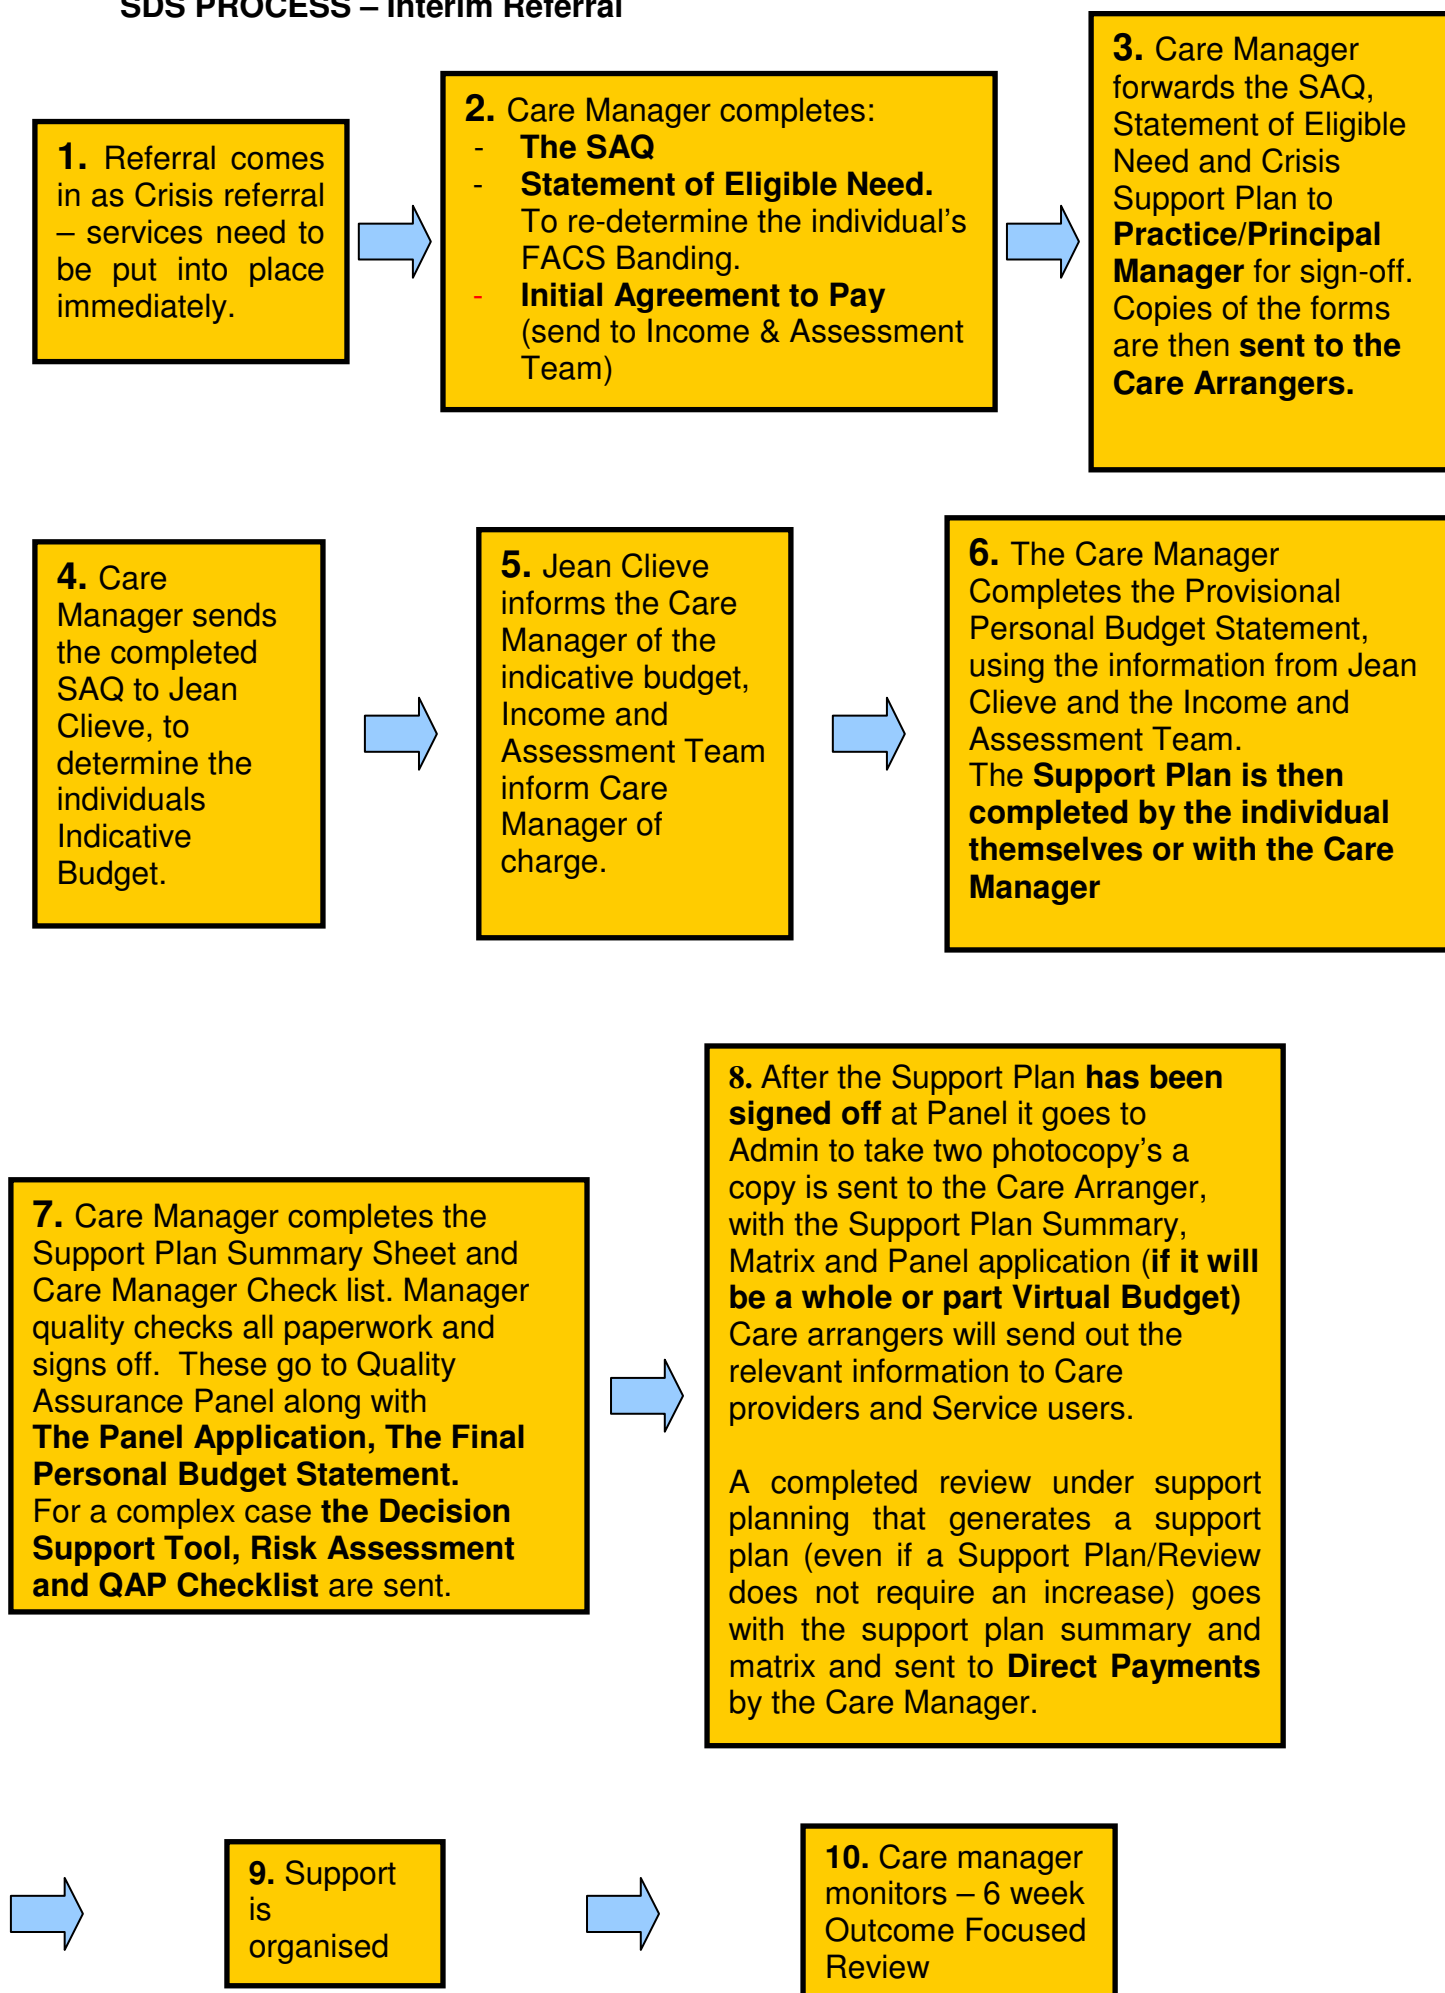 SDS PROCESS – Interim Referral
1. Referral comes
in as Crisis referral
– services need to
be put into place
immediately.
2. Care Manager completes:
- The SAQ
- Statement of Eligible Need.
To re-determine the individual's
FACS Banding.
- Initial Agreement to Pay
(send to Income & Assessment
Team)
3. Care Manager
forwards the SAQ,
Statement of Eligible
Need and Crisis
Support Plan to
Practice/Principal
Manager for sign-off.
Copies of the forms
are then sent to the
Care Arrangers.
4. Care
Manager sends
the completed
SAQ to Jean
Clieve, to
determine the
individuals
Indicative
Budget.
5. Jean Clieve
informs the Care
Manager of the
indicative budget,
Income and
Assessment Team
inform Care
Manager of
charge.
6. The Care Manager
Completes the Provisional
Personal Budget Statement,
using the information from Jean
Clieve and the Income and
Assessment Team.
The Support Plan is then
completed by the individual
themselves or with the Care
Manager
7. Care Manager completes the
Support Plan Summary Sheet and
Care Manager Check list. Manager
quality checks all paperwork and
signs off.  These go to Quality
Assurance Panel along with
The Panel Application, The Final
Personal Budget Statement.
For a complex case the Decision
Support Tool, Risk Assessment
and QAP Checklist are sent.
8. After the Support Plan has been
signed off at Panel it goes to
Admin to take two photocopy's a
copy is sent to the Care Arranger,
with the Support Plan Summary,
Matrix and Panel application (if it will
be a whole or part Virtual Budget)
Care arrangers will send out the
relevant information to Care
providers and Service users.
A completed review under support
planning that generates a support
plan (even if a Support Plan/Review
does not require an increase) goes
with the support plan summary and
matrix and sent to Direct Payments
by the Care Manager.
9. Support
is
organised
10. Care manager
monitors – 6 week
Outcome Focused
Review